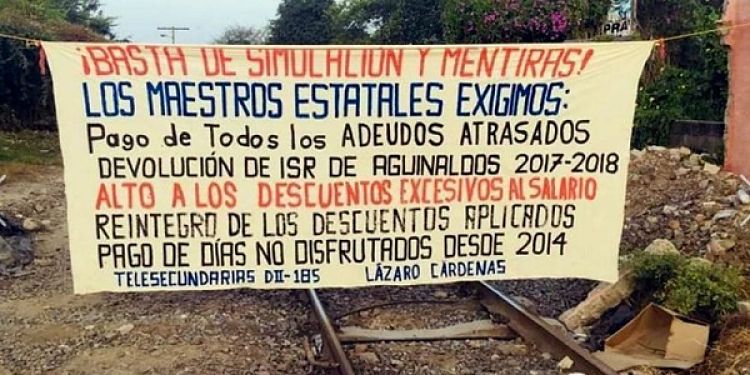 ¡BASTA DE SIMULACIÓN Y MENTIRAS!
LOS MAESTROS ESTATALES EXIGIMOS:
Pago de Todos los ADEUDOS ATRASADOS
DEVOLUCIÓN DE ISR DE AGUINALDOS 2017-2018
ALTO A LOS DESCUENTOS EXCESIVOS AL SALARIO
REINTEGRO DE LOS DESCUENTOS APLICADOS
PAGO DE DÍAS NO DISFRUTADOS DESDE 2014
TELESECUNDARIAS DII-185 LÁZARO CÁRDENAS